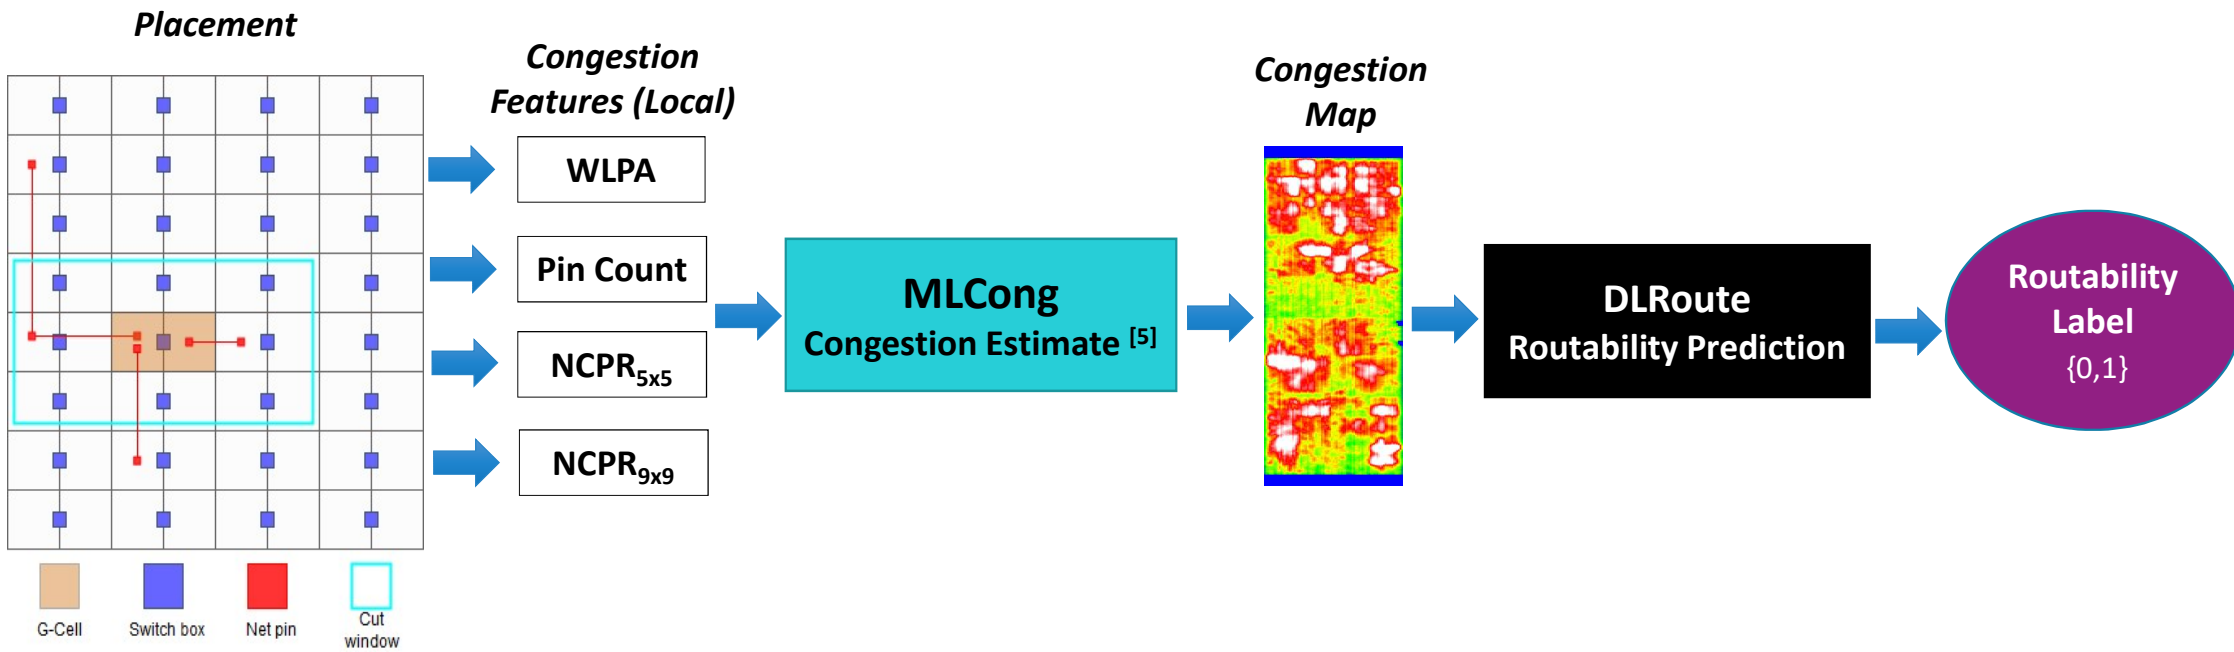 Placement
G-Cell
Switch box
Net pin
Cut
window
Congestion
Features (Local)
WLPA
Pin Count
NCPR5x5
NCPR9x9
MLCong
Congestion Estimate [5]
Congestion
Map
DLRoute
Routability Prediction
Routability
Label
{0,1}